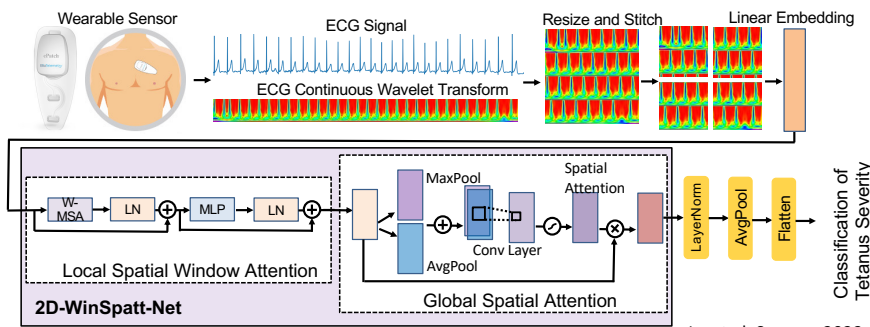 Wearable Sensor
ePatch
ECG Signal
ECG Continuous Wavelet Transform
Resize and Stitch
Linear Embedding
W-
MSA
LN
MLP
LN
Local Spatial Window Attention
2D-WinSpatt-Net
MaxPool
AvgPool
Conv Layer
Spatial
Attention
Global Spatial Attention
LayerNorm
AvgPool
Flatten
Classification of
Tetanus Severity